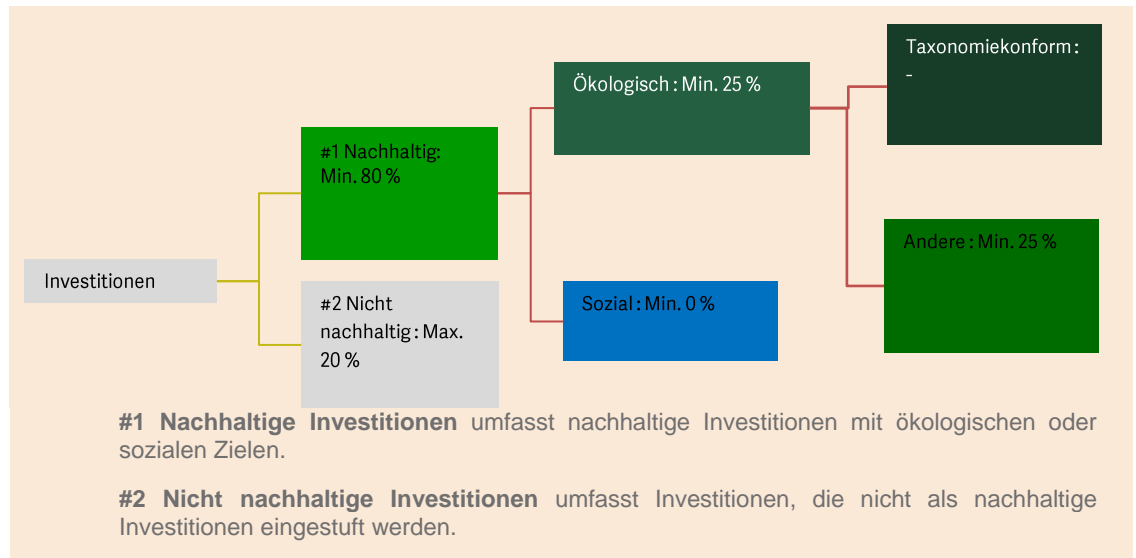 Taxonomiekonform :
-
Ökologisch : Min. 25 %
#1 Nachhaltig:
Min. 80 %
Andere : Min. 25 %
Investitionen
#2 Nicht
nachhaltig : Max.
20 %
Sozial : Min. 0 %
#1 Nachhaltige Investitionen umfasst nachhaltige Investitionen mit ökologischen oder
sozialen Zielen.
#2 Nicht nachhaltige Investitionen umfasst Investitionen, die nicht als nachhaltige
Investitionen eingestuft werden.